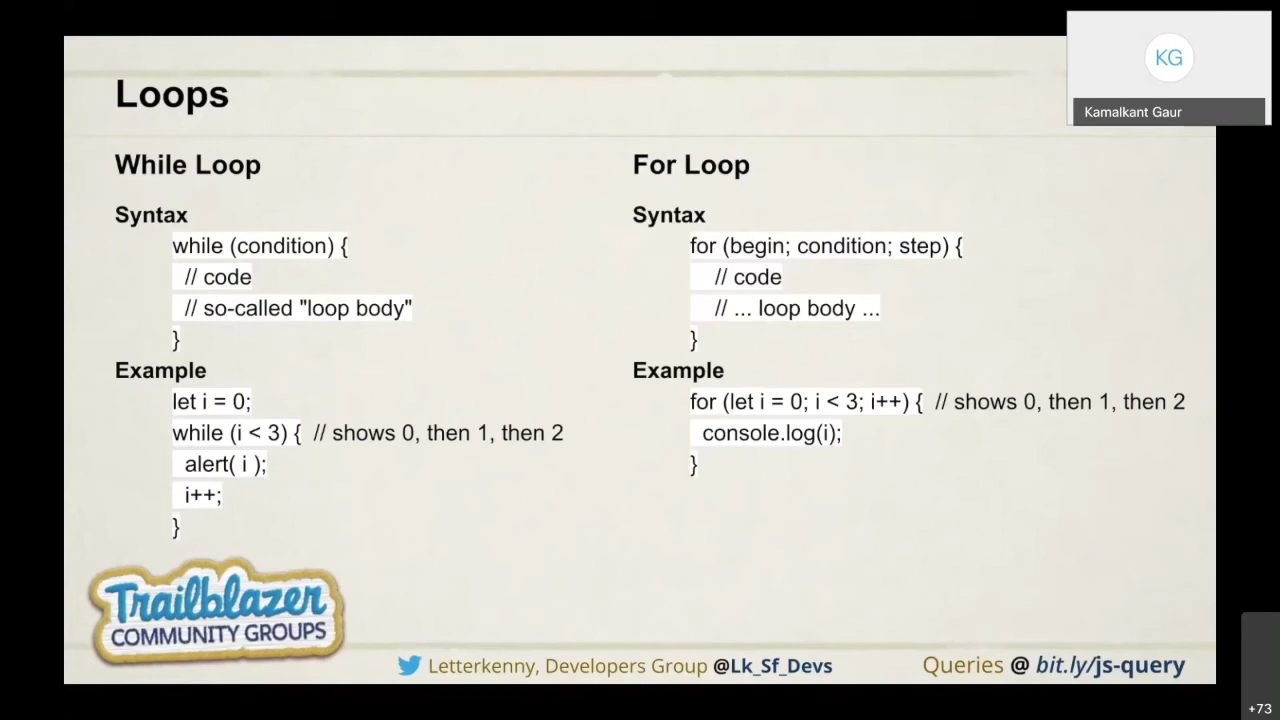 KG
Kamalkant Gaur
Loops
While Loop
Syntax
while (condition) {
// code
// so-called "loop body"
}
Example
let i = 0;
while (i < 3) { // shows 0, then 1, then 2
alert( i );
i++;
}
For Loop
Syntax
for (begin; condition; step) {
// code
// ... loop body ...
}
Example
for (let i = 0; i < 3; i++) { // shows 0, then 1, then 2
console.log(i);
}
Trailblazer
COMMUNITY GROUPS
Letterkenny, Developers Group @Lk_Sf_Devs
Queries @ bit.ly/js-query
+73